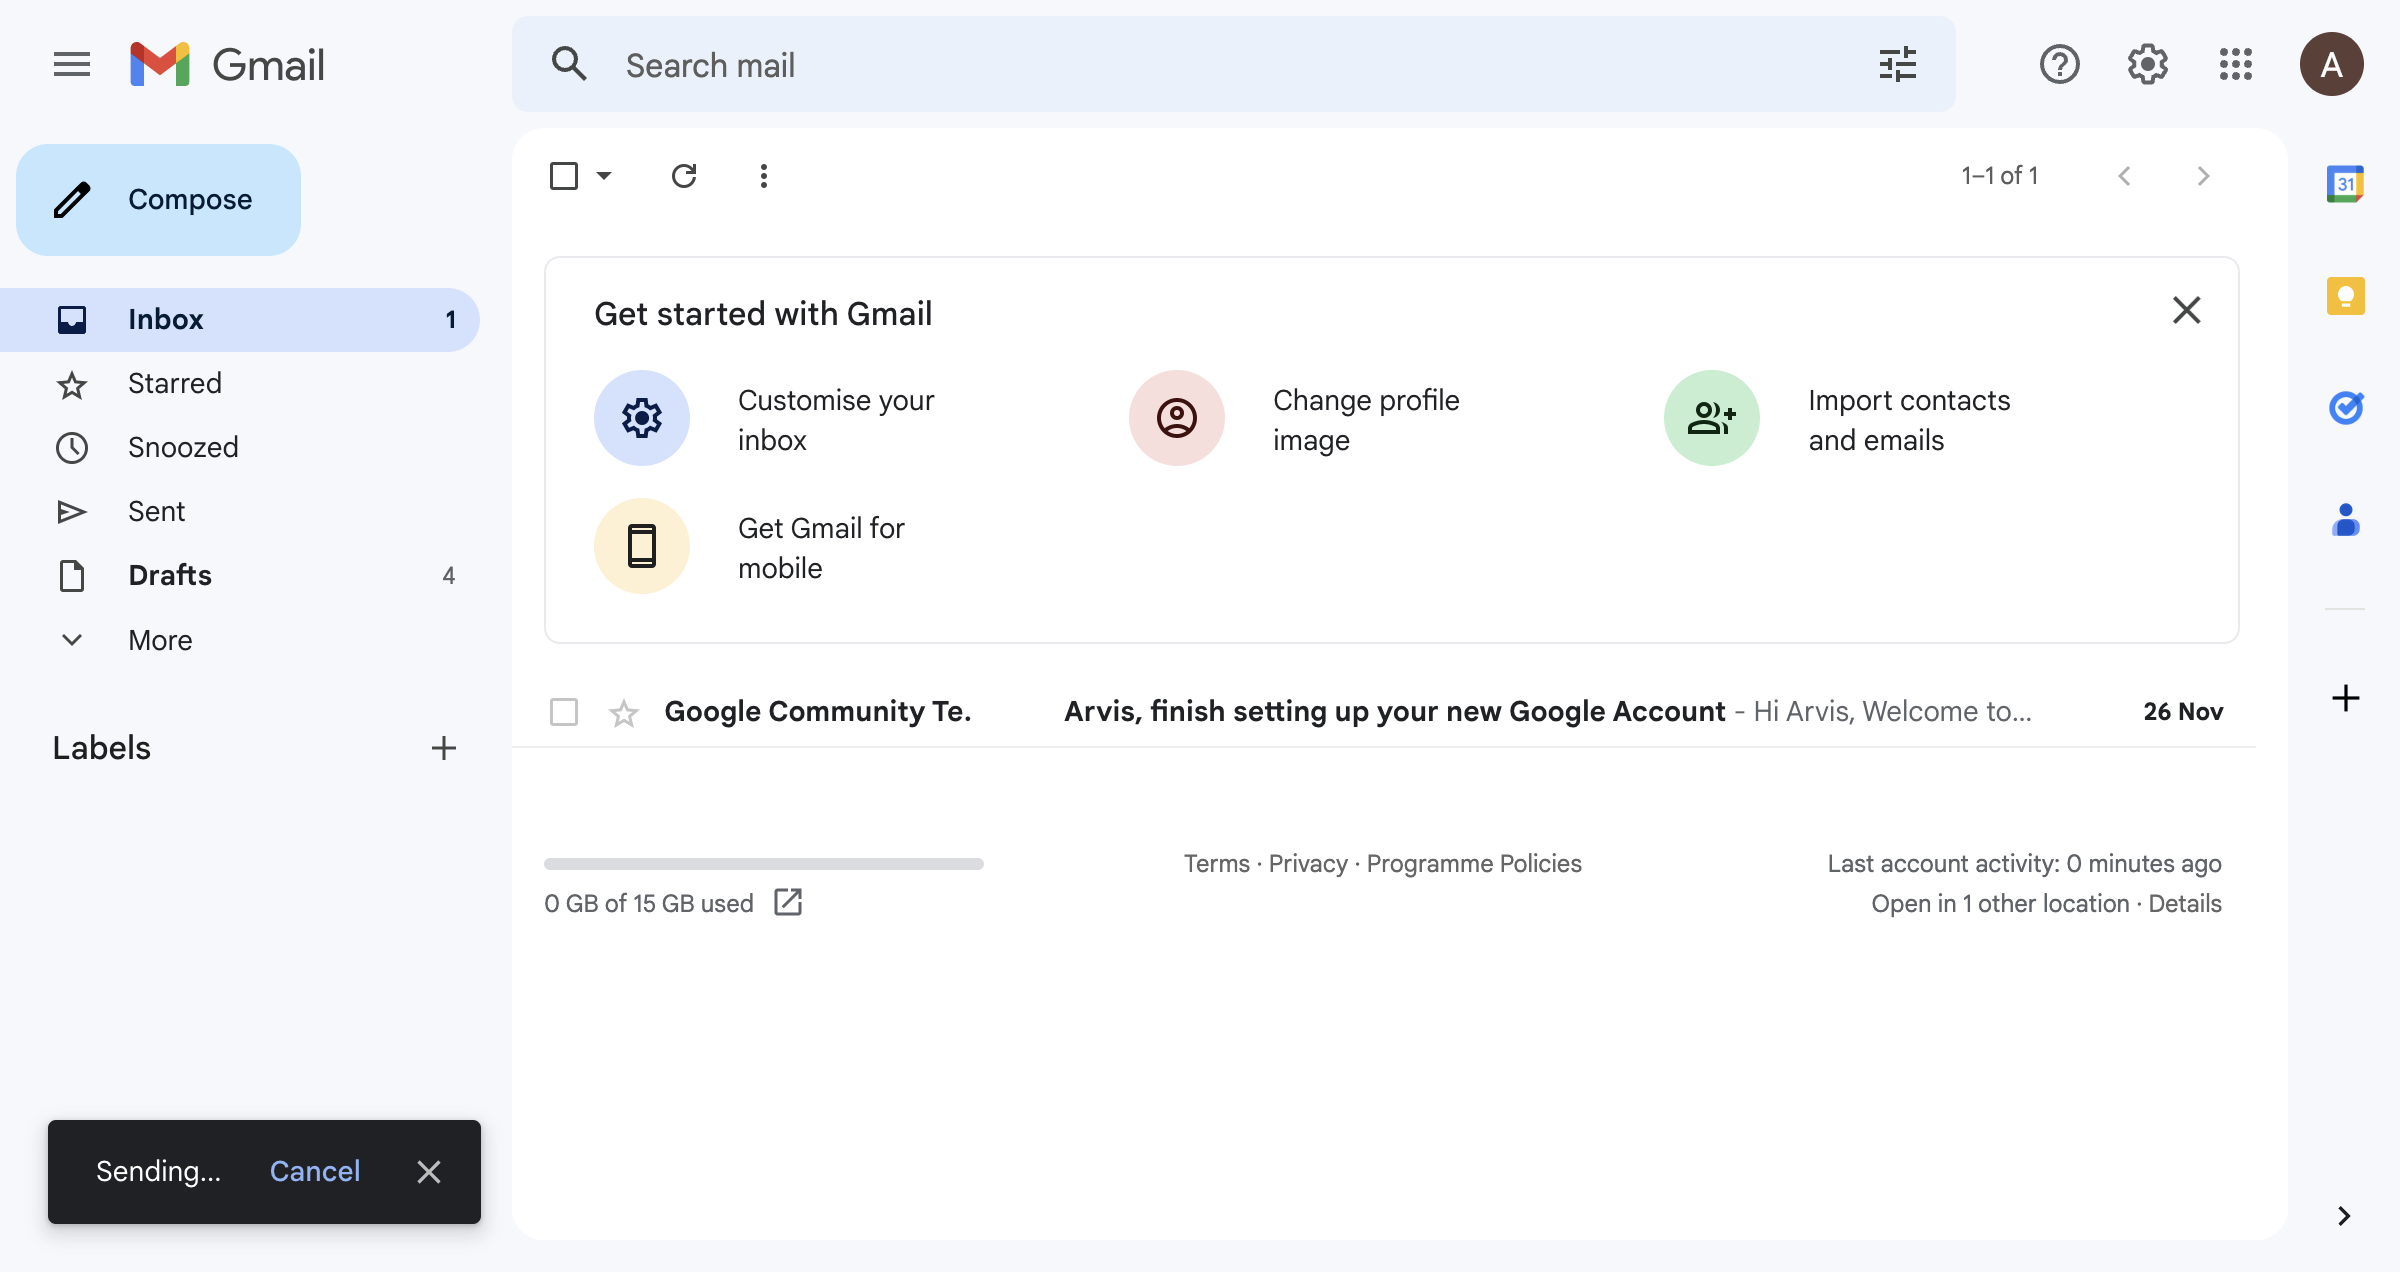 Gmail
Search mail
A
Compose
Inbox 1
Starred
Snoozed
Sent
Drafts 4
More
Labels
1–1 of 1
Get started with Gmail
Customise your
inbox
Change profile
image
Import contacts
and emails
Get Gmail for
mobile
Google Community Te. Arvis, finish setting up your new Google Account - Hi Arvis, Welcome to... 26 Nov
0 GB of 15 GB used
Terms · Privacy · Programme Policies
Last account activity: 0 minutes ago
Open in 1 other location · Details
31
Sending... Cancel